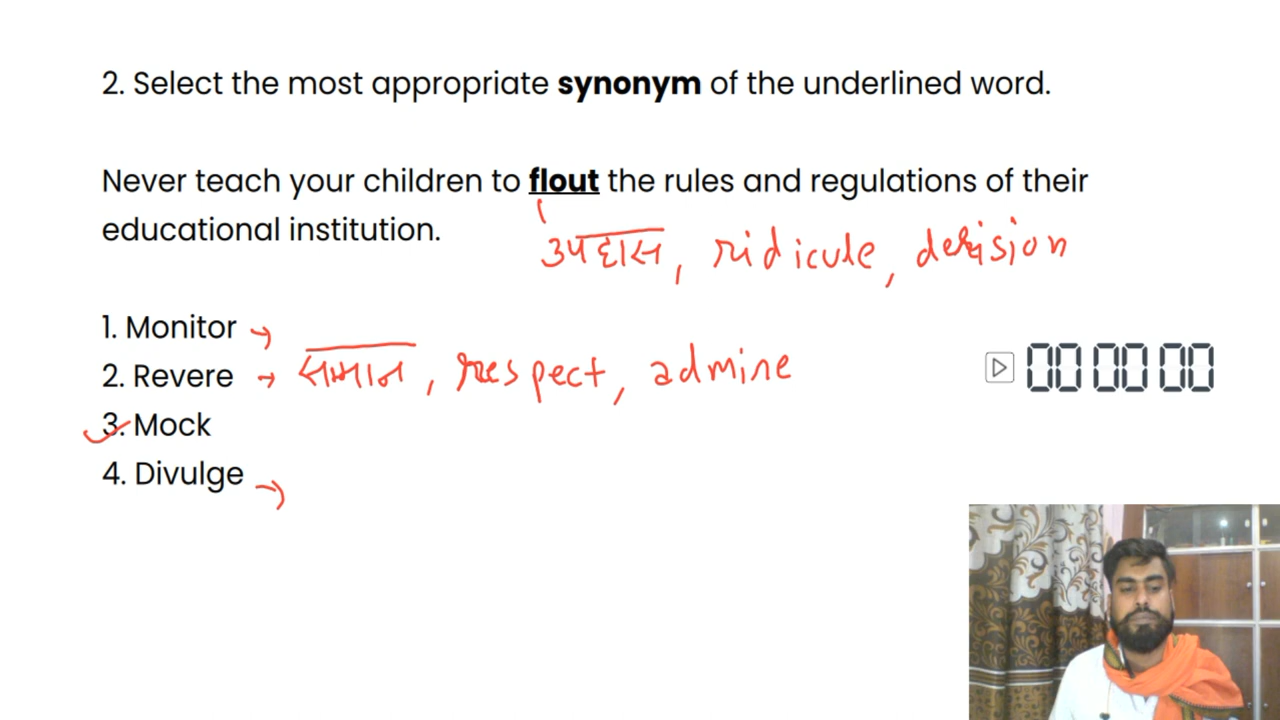 2. Select the most appropriate synonym of the underlined word.
Never teach your children to flout the rules and regulations of their
educational institution.
उपहास, ridicule, derision
1. Monitor →
2. Revere → सम्मान, respect, admire
3. Mock
4. Divulge →
00 00 00